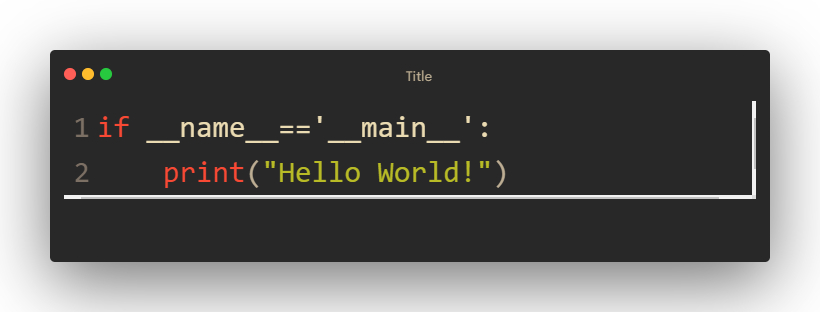 Title
1 if __name__=='__main__':
2     print("Hello World!")